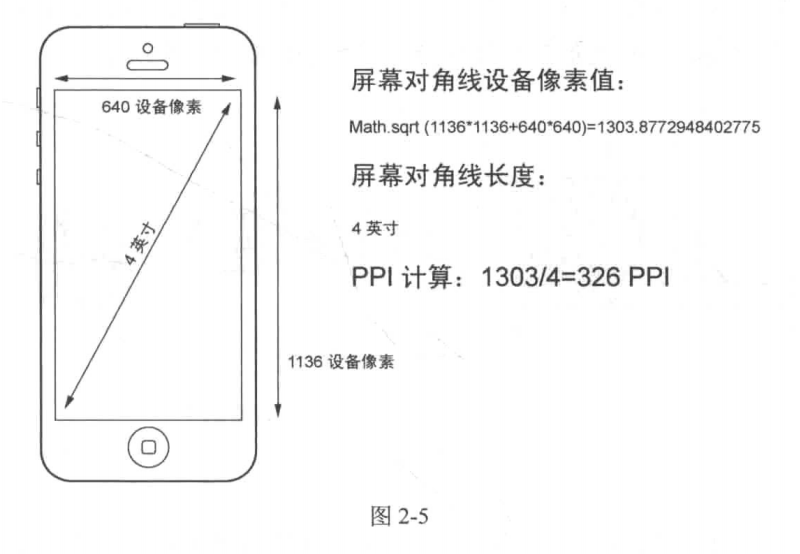 640 设备像素
4 英寸
1136 设备像素
屏幕对角线设备像素值：
Math.sqrt (1136*1136+640*640)=1303.8772948402775
屏幕对角线长度：
4 英寸
PPI 计算：1303/4=326 PPI
图 2-5